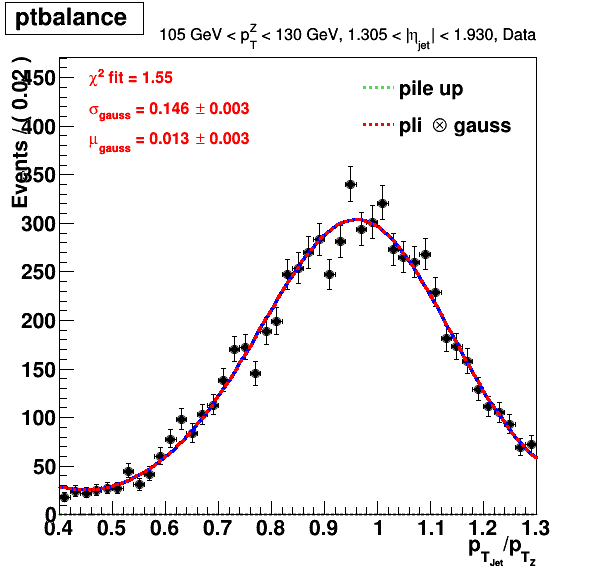 ptbalance
105 GeV < p_T^Z < 130 GeV, 1.305 < |η_jet| < 1.930, Data
χ² fit = 1.55
σ_gauss = 0.146 ± 0.003
μ_gauss = 0.013 ± 0.003
pile up
pli ⊗ gauss
Events / ( 0.02 )
450
400
350
300
250
200
150
100
50
0
0.4 0.5 0.6 0.7 0.8 0.9 1 1.1 1.2 1.3
p_T_Jet/p_T_Z